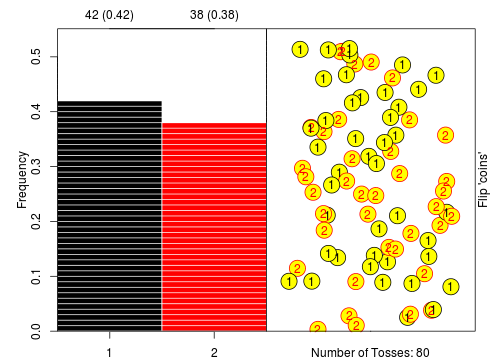 42 (0.42) 38 (0.38)
0.5
0.4
0.3
0.2
0.1
0.0
Frequency
1 2
Flip 'coins'
Number of Tosses: 80